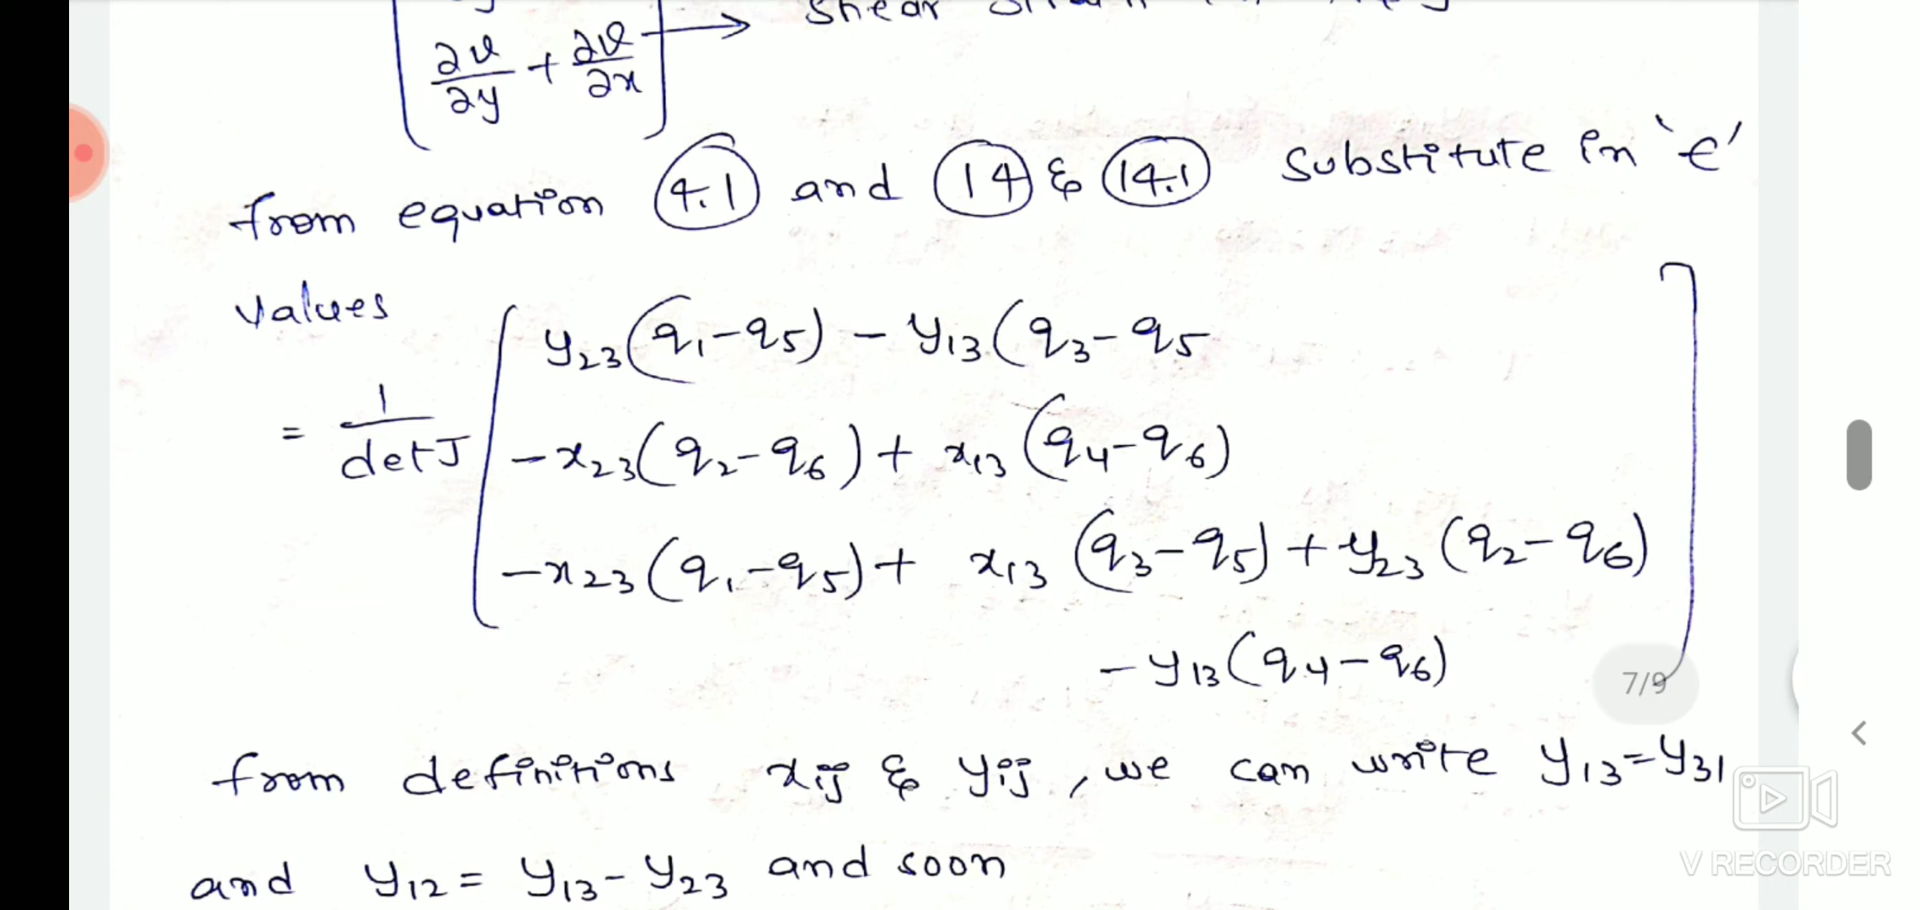 Shear
∂u/∂y + ∂v/∂x
from equation 4.1 and 14 & 14.1 substitute in 'ϵ'
values
= 1/detJ [ y23(q1-q5) - y13(q3-q5
-x23(q2-q6) + x13(q4-q6)
-x23(q1-q5) + x13(q3-q5) + y23(q2-q6)
-y13(q4-q6) ]
7/9
from definitions xij & yij, we can write y13=y31
and y12 = y13 - y23 and soon
V RECORDER